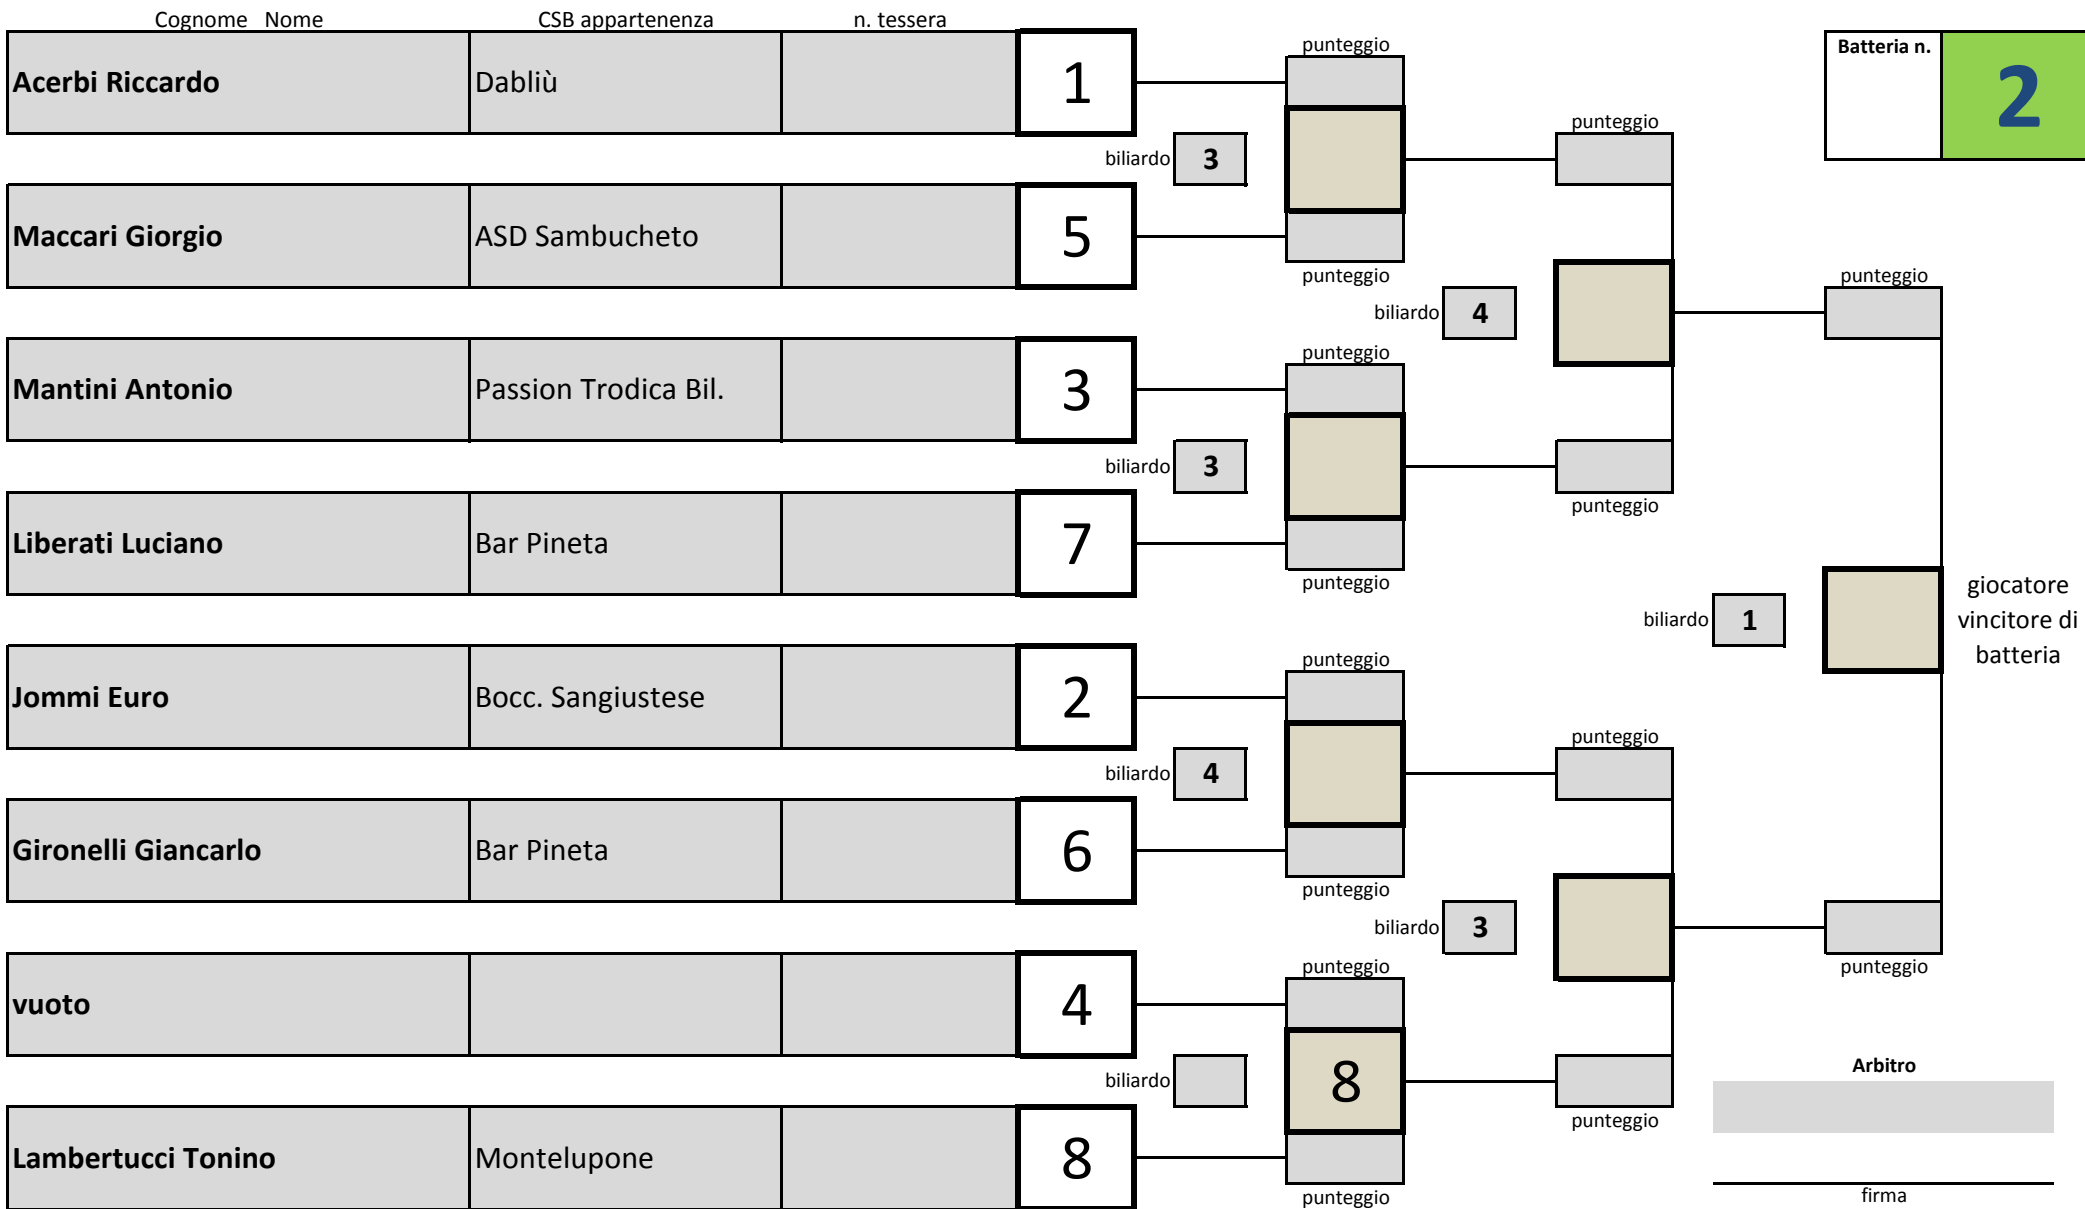 Cognome   Nome   CSB appartenenza   n. tessera
punteggio
Batteria n.
2
Acerbi Riccardo   Dabliù   1
punteggio
biliardo 3
Maccari Giorgio   ASD Sambucheto   5
punteggio
punteggio
biliardo 4
punteggio
Mantini Antonio   Passion Trodica Bil.   3
biliardo 3
punteggio
Liberati Luciano   Bar Pineta   7
punteggio
giocatore
vincitore di
batteria
biliardo 1
punteggio
Jommi Euro   Bocc. Sangiustese   2
punteggio
biliardo 4
Gironelli Giancarlo   Bar Pineta   6
punteggio
biliardo 3
punteggio
punteggio
vuoto   4
Arbitro
biliardo
8
punteggio
Lambertucci Tonino   Montelupone   8
punteggio
firma